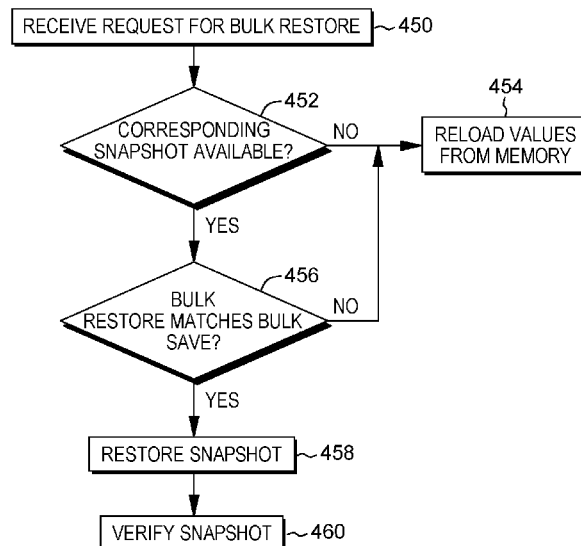 RECEIVE REQUEST FOR BULK RESTORE
450
452
CORRESPONDING
SNAPSHOT AVAILABLE?
NO
454
RELOAD VALUES
FROM MEMORY
YES
456
BULK
RESTORE MATCHES BULK
SAVE?
NO
YES
RESTORE SNAPSHOT
458
VERIFY SNAPSHOT
460